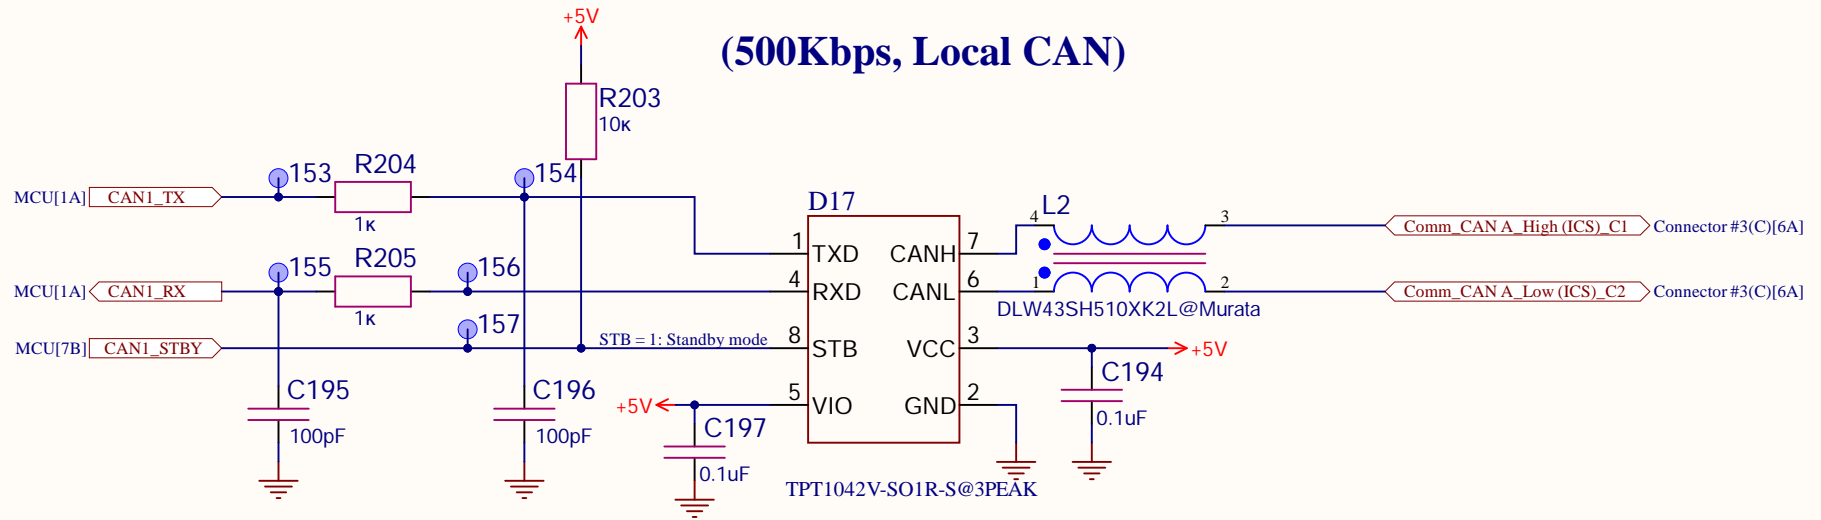 +5V
(500Kbps, Local CAN)
R203
10к
153
R204
154
MCU[1A]
CAN1_TX
1к
D17
L2
4
3
Comm_CAN A_High (ICS)_C1
Connector #3(C)[6A]
1
TXD
CANH
7
155
R205
156
MCU[1A]
CAN1_RX
1к
4
RXD
CANL
6
1
2
Comm_CAN A_Low (ICS)_C2
Connector #3(C)[6A]
DLW43SH510XK2L@Murata
157
MCU[7B]
CAN1_STBY
STB = 1: Standby mode
8
STB
VCC
3
+5V
C195
100pF
C196
100pF
+5V
5
VIO
GND
2
C194
0.1uF
C197
0.1uF
TPT1042V-SO1R-S@3PEAK